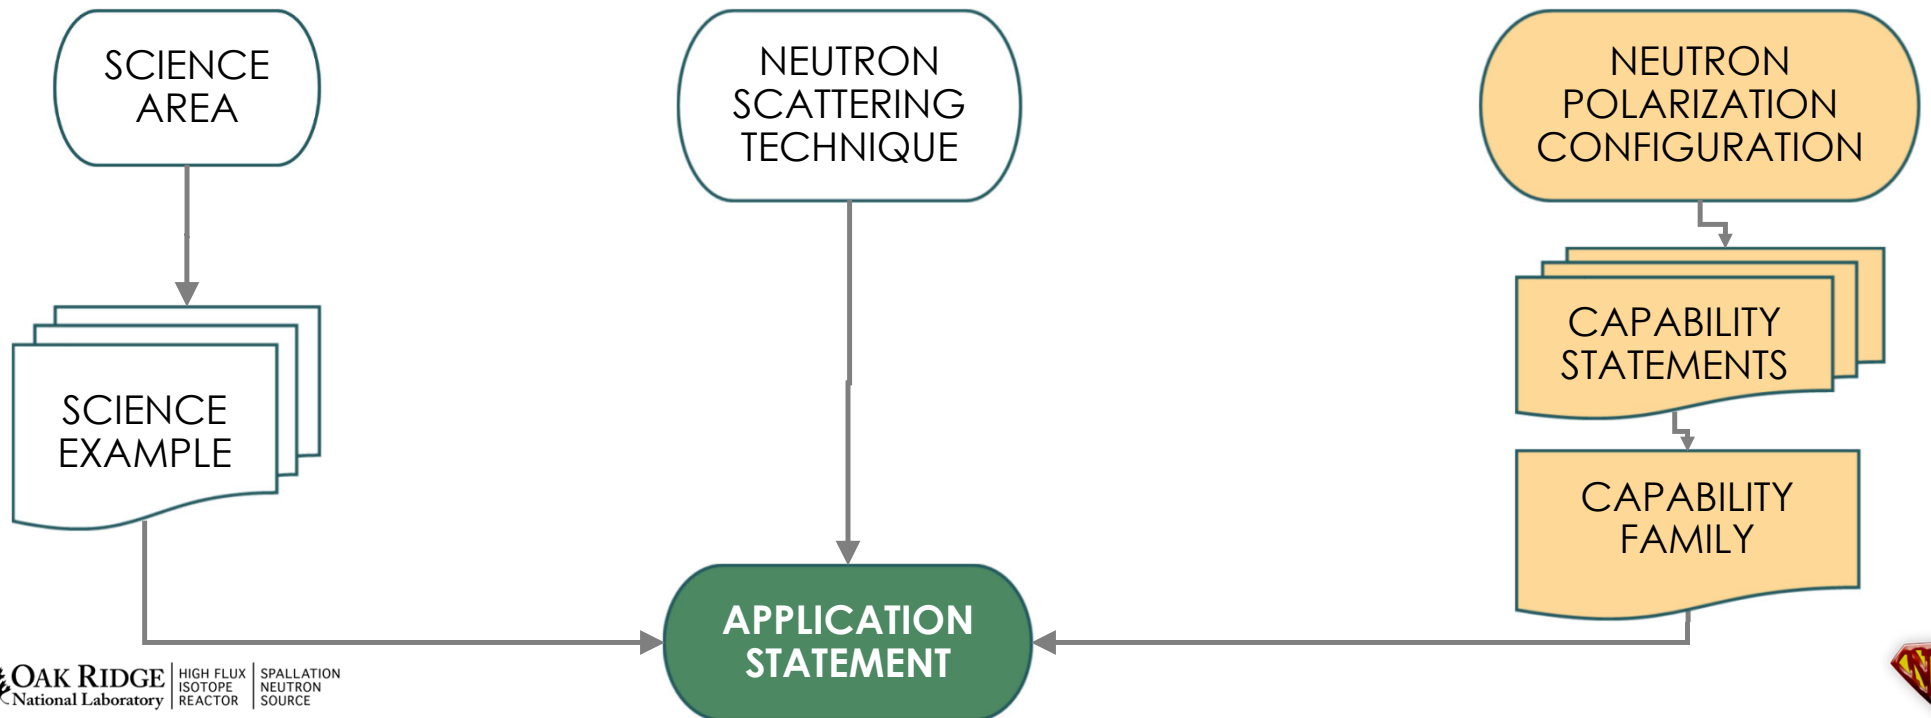 SCIENCE
AREA
NEUTRON
SCATTERING
TECHNIQUE
NEUTRON
POLARIZATION
CONFIGURATION
CAPABILITY
STATEMENTS
SCIENCE
EXAMPLE
CAPABILITY
FAMILY
APPLICATION
STATEMENT
OAK RIDGE
National Laboratory
HIGH FLUX
ISOTOPE
REACTOR
SPALLATION
NEUTRON
SOURCE